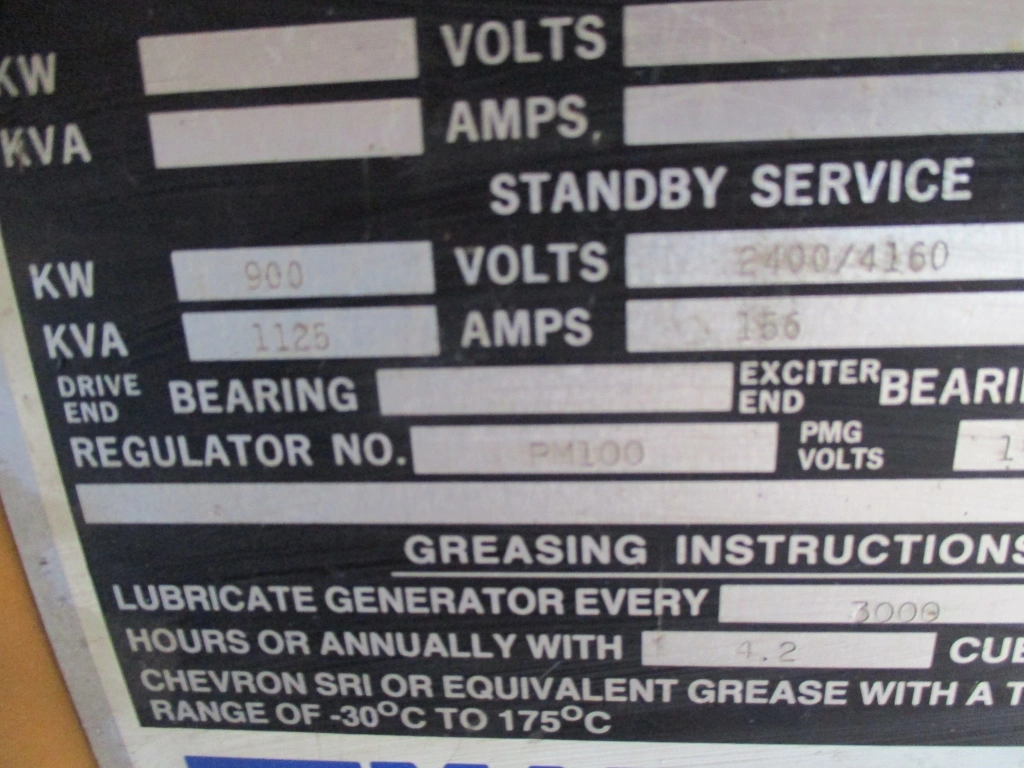 KW VOLTS
KVA AMPS.
STANDBY SERVICE
KW 900 VOLTS 2400/4160
KVA 1125 AMPS 156
DRIVE END BEARING EXCITER END
REGULATOR NO. PM100 PMG VOLTS
GREASING INSTRUCTIONS
LUBRICATE GENERATOR EVERY 3000
HOURS OR ANNUALLY WITH 4.2
CHEVRON SRI OR EQUIVALENT GREASE WITH A
RANGE OF -30°C TO 175°C